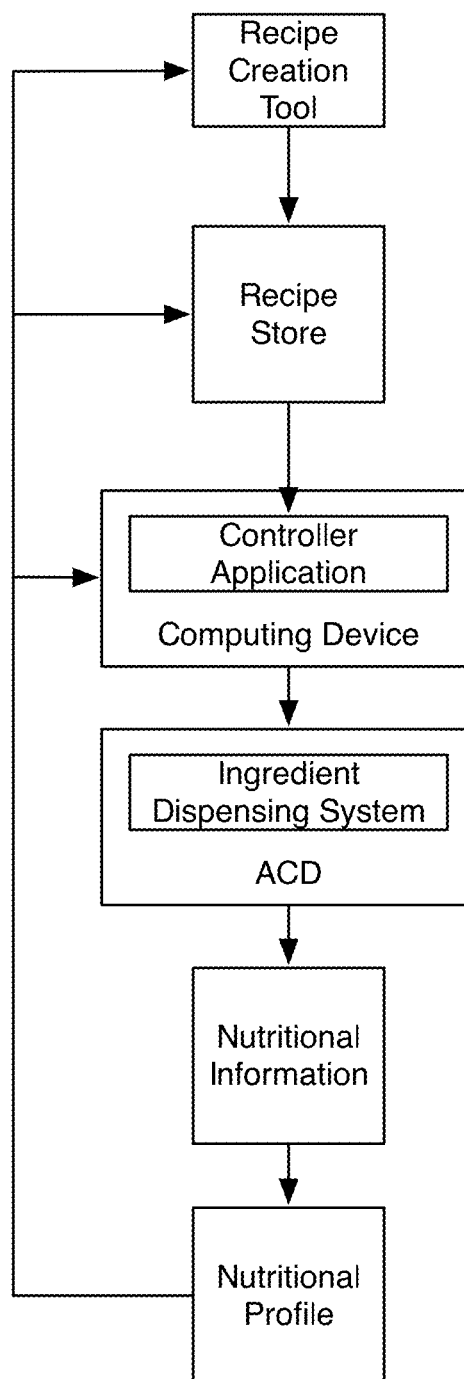 Recipe
Creation
Tool
Recipe
Store
Controller
Application
Computing Device
Ingredient
Dispensing System
ACD
Nutritional
Information
Nutritional
Profile